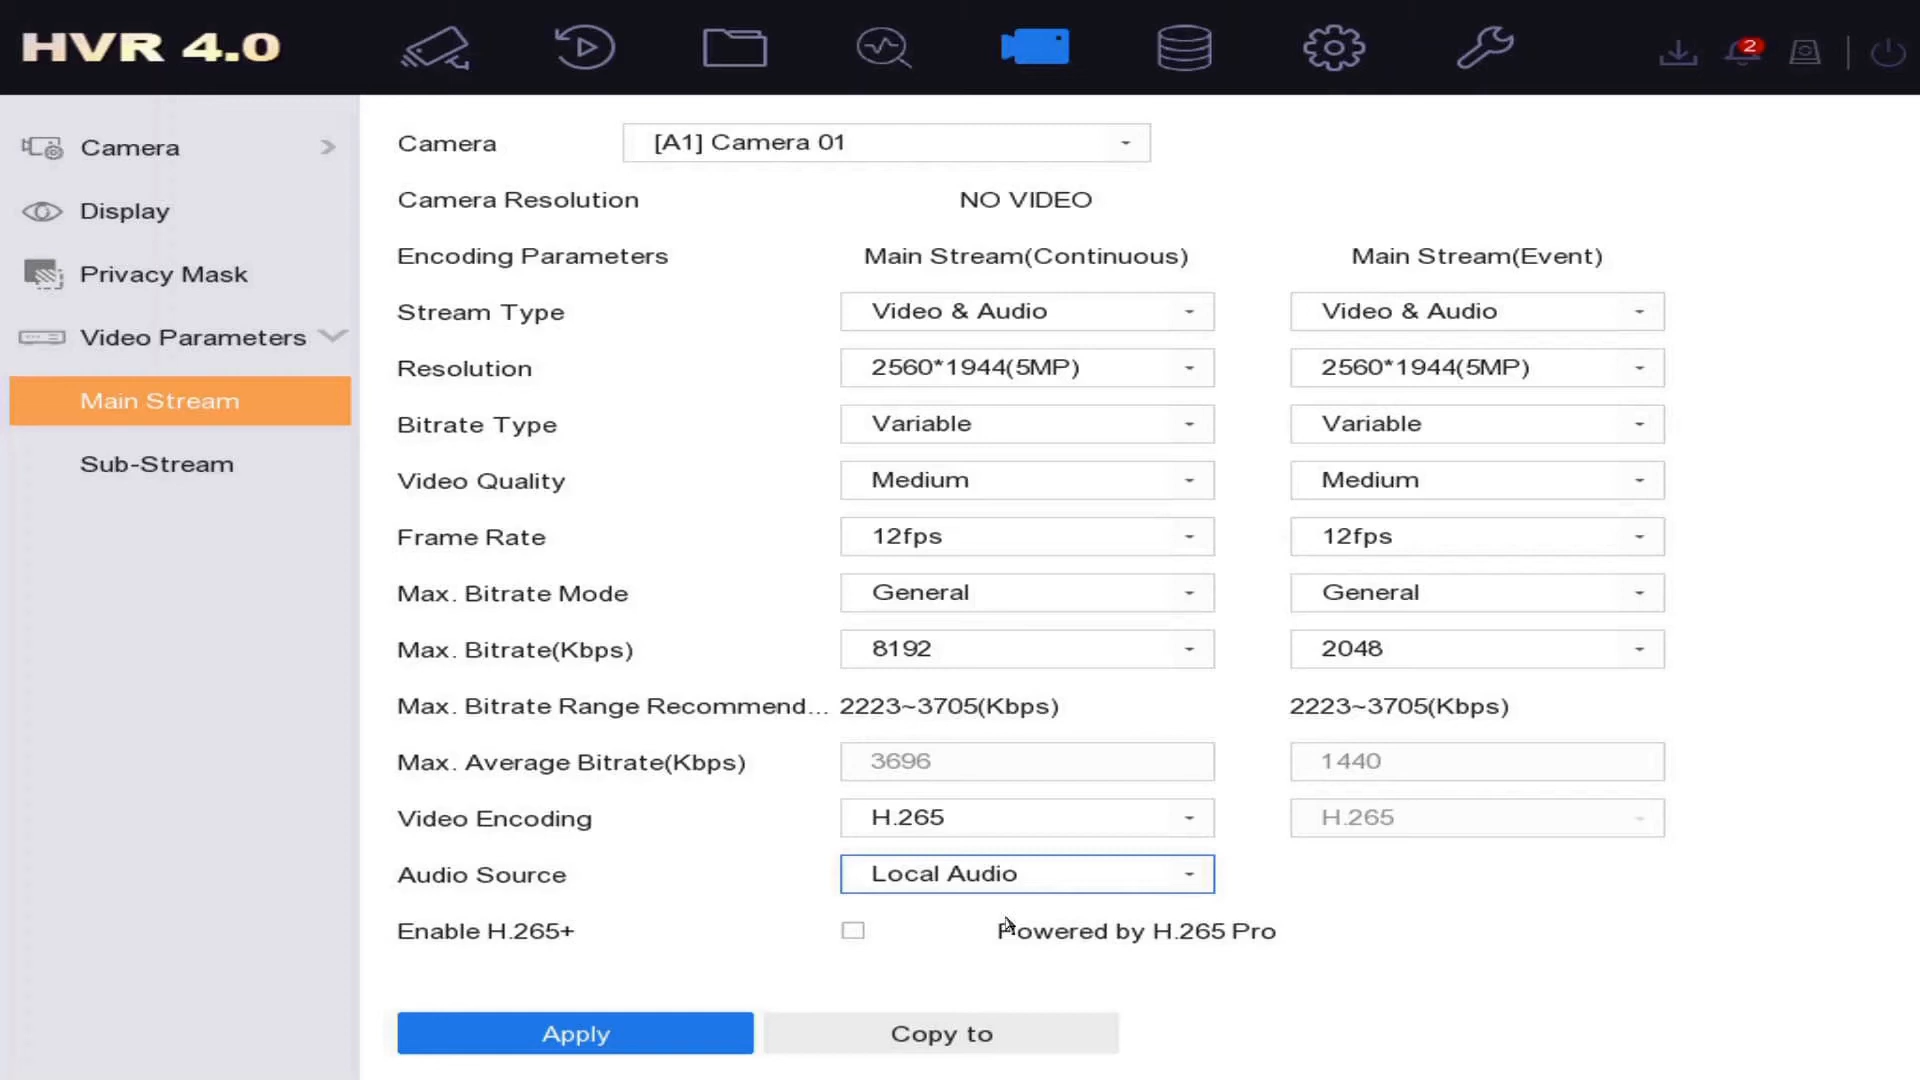 HVR 4.0
2
Camera
Display
Privacy Mask
Video Parameters
Main Stream
Sub-Stream
Camera [A1] Camera 01
Camera Resolution NO VIDEO
Encoding Parameters Main Stream(Continuous) Main Stream(Event)
Stream Type Video & Audio Video & Audio
Resolution 2560*1944(5MP) 2560*1944(5MP)
Bitrate Type Variable Variable
Video Quality Medium Medium
Frame Rate 12fps 12fps
Max. Bitrate Mode General General
Max. Bitrate(Kbps) 8192 2048
Max. Bitrate Range Recommend... 2223~3705(Kbps) 2223~3705(Kbps)
Max. Average Bitrate(Kbps) 3696 1440
Video Encoding H.265 H.265
Audio Source Local Audio
Enable H.265+ Powered by H.265 Pro
Apply Copy to